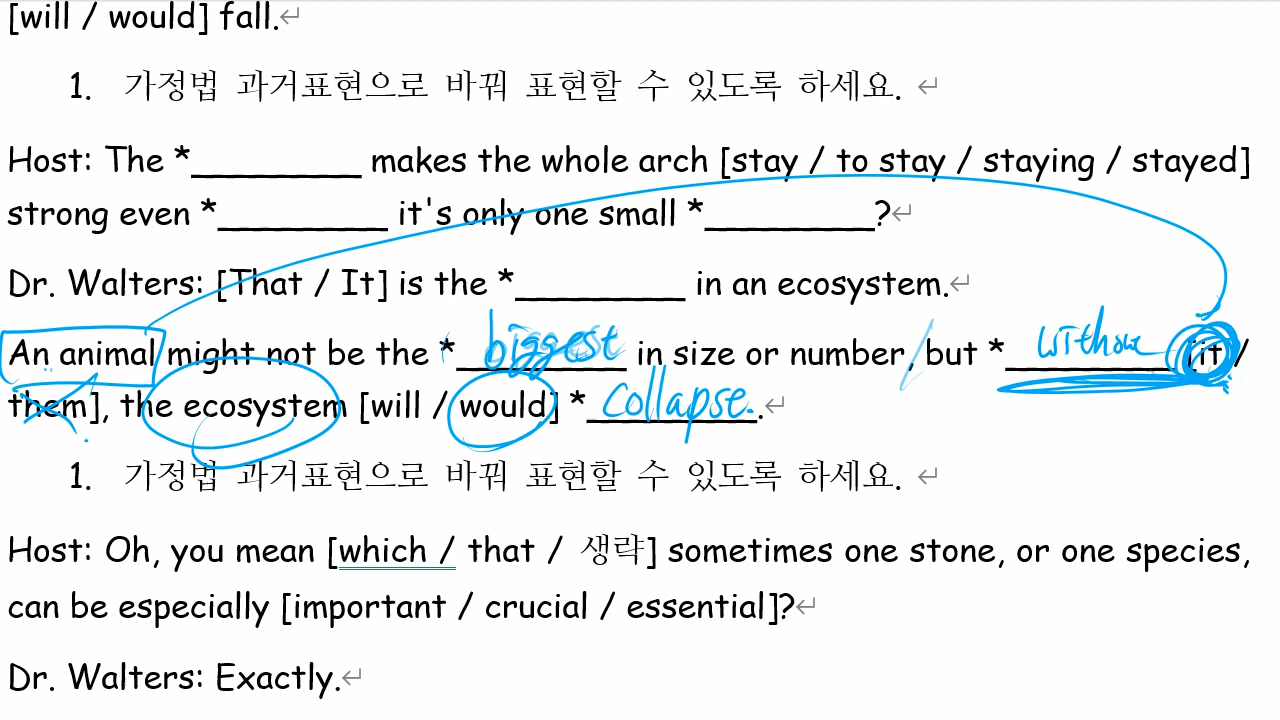 [will / would] fall.
1. 가정법 과거표현으로 바꿔 표현할 수 있도록 하세요.
Host: The *_________ makes the whole arch [stay / to stay / staying / stayed]
strong even *_________ it's only one small *_________?
Dr. Walters: [That / It] is the *_________ in an ecosystem.
An animal might not be the * biggest in size or number, but * without [it /
them], the ecosystem [will / would] * collapse.
1. 가정법 과거표현으로 바꿔 표현할 수 있도록 하세요.
Host: Oh, you mean [which / that / 생략] sometimes one stone, or one species,
can be especially [important / crucial / essential]?
Dr. Walters: Exactly.